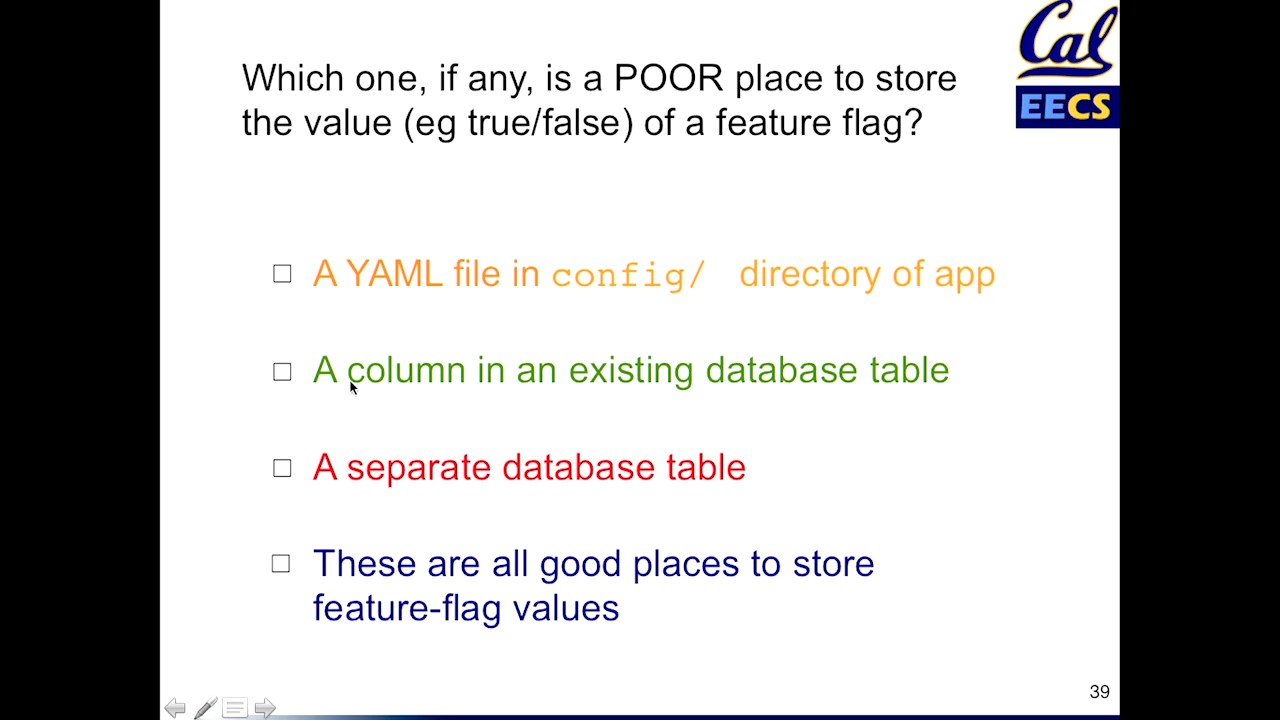 Cal
EECS
Which one, if any, is a POOR place to store
the value (eg true/false) of a feature flag?
A YAML file in config/ directory of app
A column in an existing database table
A separate database table
These are all good places to store
feature-flag values
39